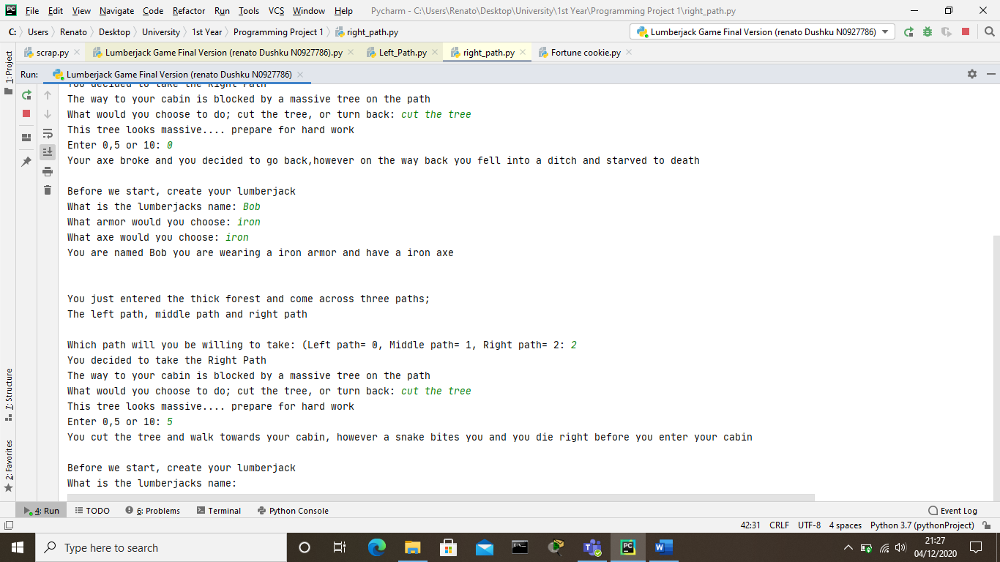 File Edit View Navigate Code Refactor Run Tools VCS Window Help Pycharm - C:\Users\Renato\Desktop\University\1st Year\Programming Project 1\right_path.py
C: Users Renato Desktop University 1st Year Programming Project 1 right_path.py Lumberjack Game Final Version (renato Dushku N0927786)
scrap.py Lumberjack Game Final Version (renato Dushku N0927786).py Left_Path.py right_path.py Fortune cookie.py
1: Project
Run: Lumberjack Game Final Version (renato Dushku N0927786)
You decided to take the Right Path
The way to your cabin is blocked by a massive tree on the path
What would you choose to do; cut the tree, or turn back: cut the tree
This tree looks massive.... prepare for hard work
Enter 0,5 or 10: 0
Your axe broke and you decided to go back,however on the way back you fell into a ditch and starved to death
Before we start, create your lumberjack
What is the lumberjacks name: Bob
What armor would you choose: iron
What axe would you choose: iron
You are named Bob you are wearing a iron armor and have a iron axe
You just entered the thick forest and come across three paths;
The left path, middle path and right path
Which path will you be willing to take: (Left path= 0, Middle path= 1, Right path= 2: 2
You decided to take the Right Path
The way to your cabin is blocked by a massive tree on the path
What would you choose to do; cut the tree, or turn back: cut the tree
This tree looks massive.... prepare for hard work
Enter 0,5 or 10: 5
You cut the tree and walk towards your cabin, however a snake bites you and you die right before you enter your cabin
Before we start, create your lumberjack
What is the lumberjacks name:
7: Structure
2: Favorites
4: Run TODO 6: Problems Terminal Python Console Event Log
42:31 CRLF UTF-8 4 spaces Python 3.7 (pythonProject)
Type here to search
21:27
04/12/2020